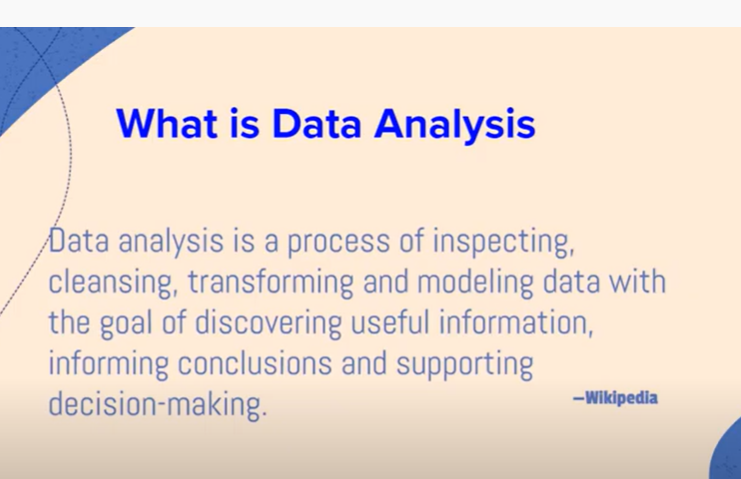 What is Data Analysis
Data analysis is a process of inspecting,
cleansing, transforming and modeling data with
the goal of discovering useful information,
informing conclusions and supporting
decision-making.
–Wikipedia